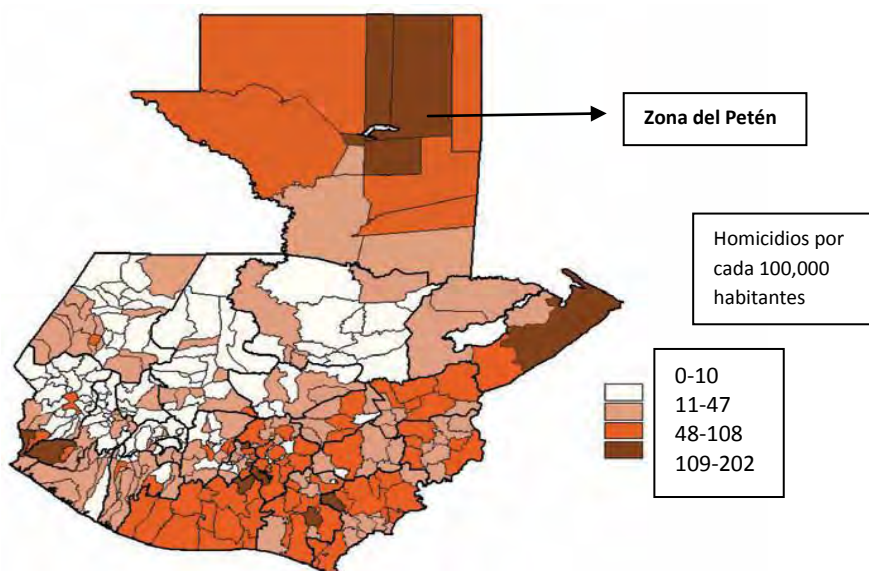 Zona del Petén
Homicidios por
cada 100,000
habitantes
0-10
11-47
48-108
109-202